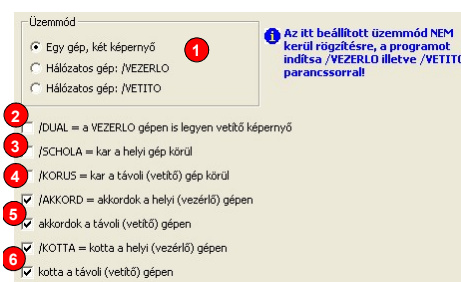 Üzemmód
Egy gép, két képernyő
1
Hálózatos gép: /VEZERLO
Hálózatos gép: /VETITO
Az itt beállított üzemmód NEM
kerül rögzítésre, a programot
indítsa /VEZERLO illetve /VETITO
parancssorral!
2
/DUAL = a VEZERLO gépen is legyen vetítő képernyő
3
/SCHOLA = kar a helyi gép körül
4
/KORUS = kar a távoli (vetítő) gép körül
/AKKORD = akkordok a helyi (vezérlő) gépen
5
akkordok a távoli (vetítő) gépen
/KOTTA = kotta a helyi (vezérlő) gépen
6
kotta a távoli (vetítő) gépen